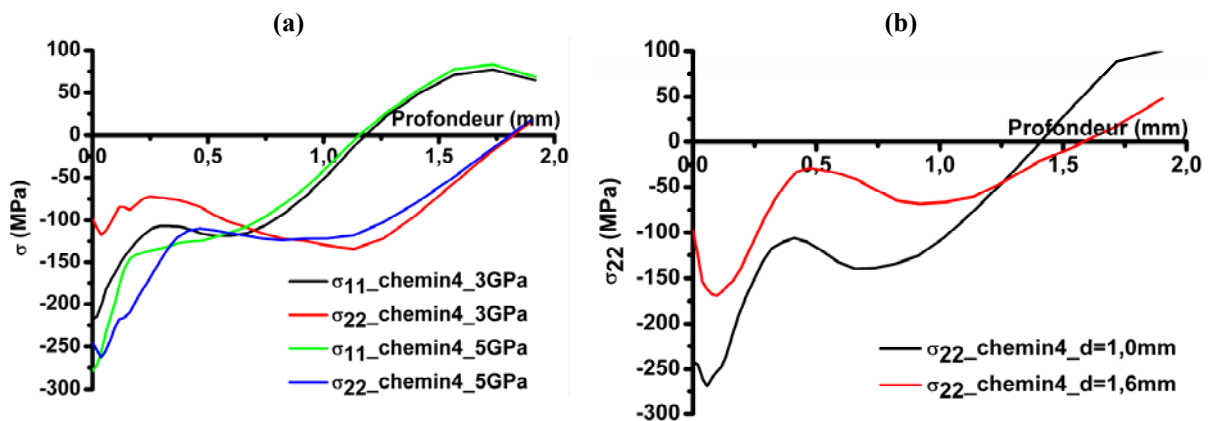 (a)
(b)
100
50
0
-50
-100
-150
-200
-250
-300
σ (MPa)
Profondeur (mm)
0,0
0,5
1,0
1,5
2,0
σ11_chemin4_3GPa
σ22_chemin4_3GPa
σ11_chemin4_5GPa
σ22_chemin4_5GPa
100
50
0
-50
-100
-150
-200
-250
-300
σ22 (MPa)
Profondeur (mm)
0,0
0,5
1,0
1,5
2,0
σ22_chemin4_d=1,0mm
σ22_chemin4_d=1,6mm